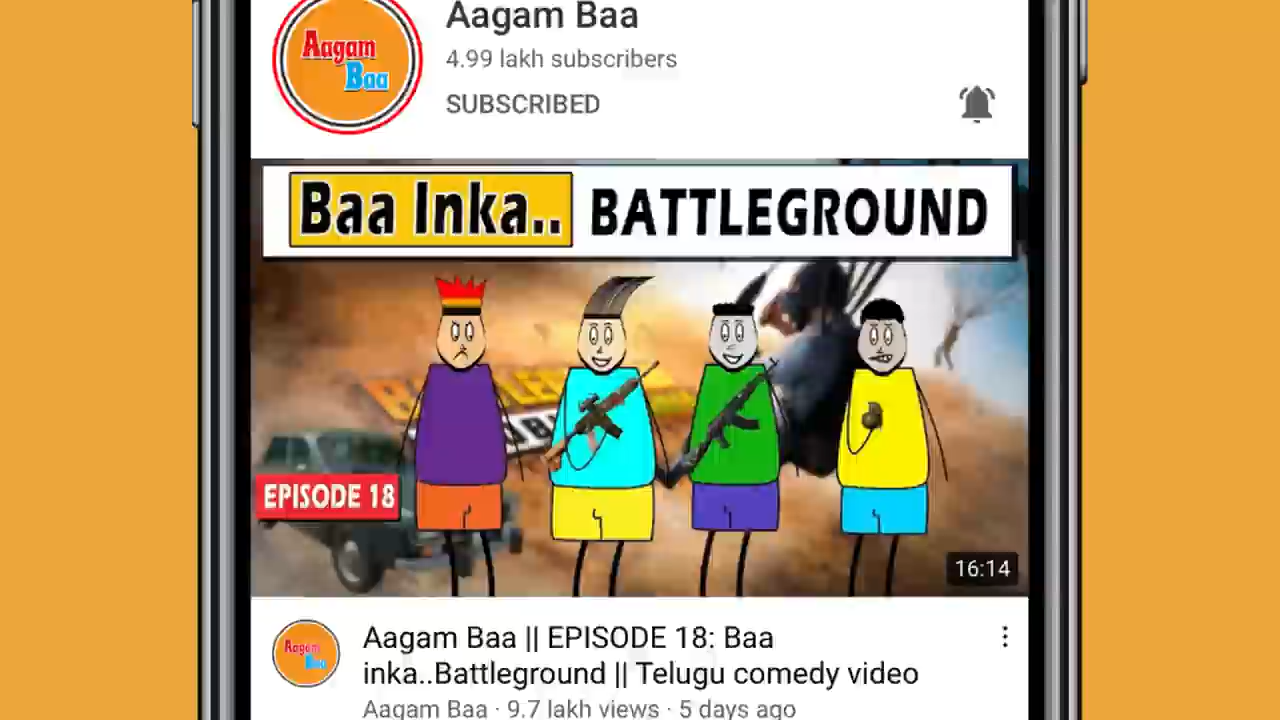 Aagam
Baa
Aagam Baa
4.99 lakh subscribers
SUBSCRIBED
Baa Inka.. BATTLEGROUND
EPISODE 18
16:14
Aagam
Baa
Aagam Baa || EPISODE 18: Baa
inka..Battleground || Telugu comedy video
Aagam Baa · 9.7 lakh views · 5 days ago